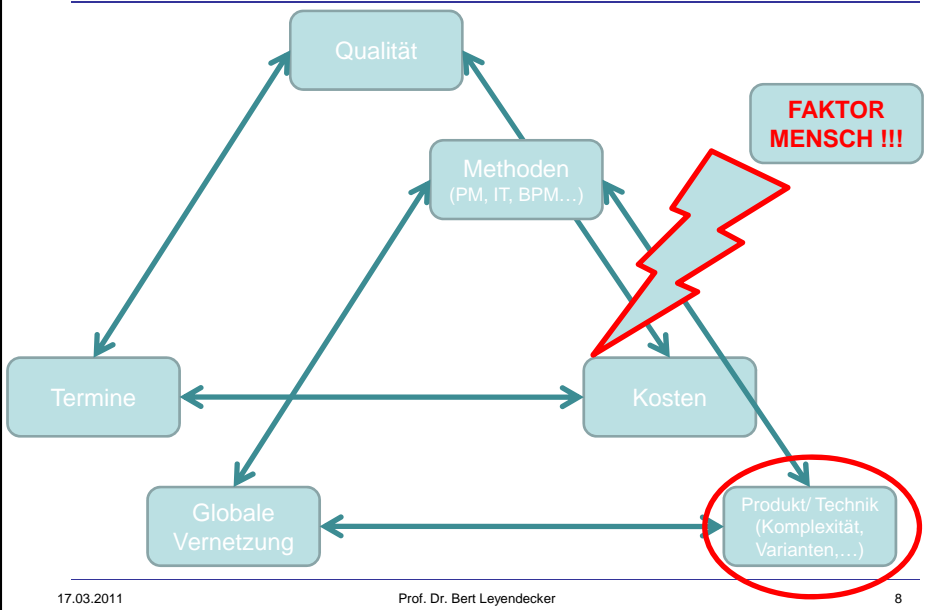 Qualität
FAKTOR
MENSCH !!!
Methoden
(PM, IT, BPM…)
Termine
Kosten
Globale
Vernetzung
Produkt/ Technik
(Komplexität,
Varianten,…)
17.03.2011
Prof. Dr. Bert Leyendecker
8